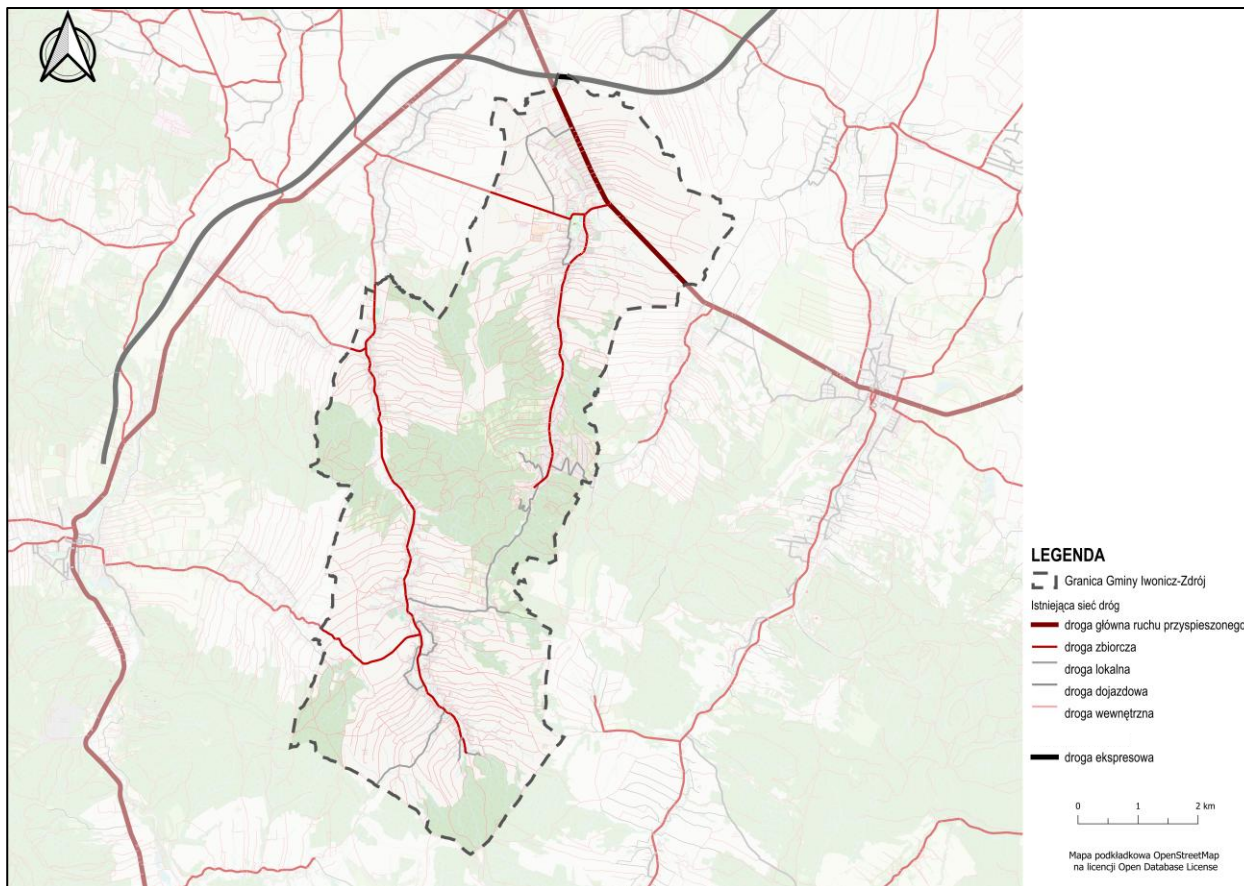 LEGENDA
Granica Gminy Iwonicz-Zdrój
Istniejąca sieć dróg
droga główna ruchu przyspieszonego
droga zbiorcza
droga lokalna
droga dojazdowa
droga wewnętrzna
droga ekspresowa
0 1 2 km
Mapa podkładkowa OpenStreetMap
na licencji Open Database License